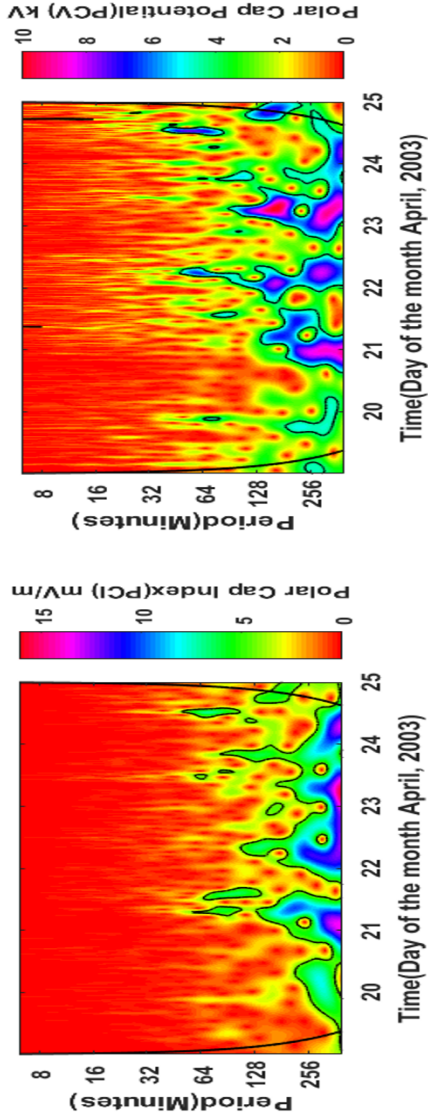 Polar Cap Index(PCI) mV/m
15
10
5
0
Period(Minutes)
8
16
32
64
128
256
20 21 22 23 24 25
Time(Day of the month April, 2003)
Polar Cap Potential(PCV) kV
10
8
6
4
2
0
Period(Minutes)
8
16
32
64
128
256
20 21 22 23 24 25
Time(Day of the month April, 2003)